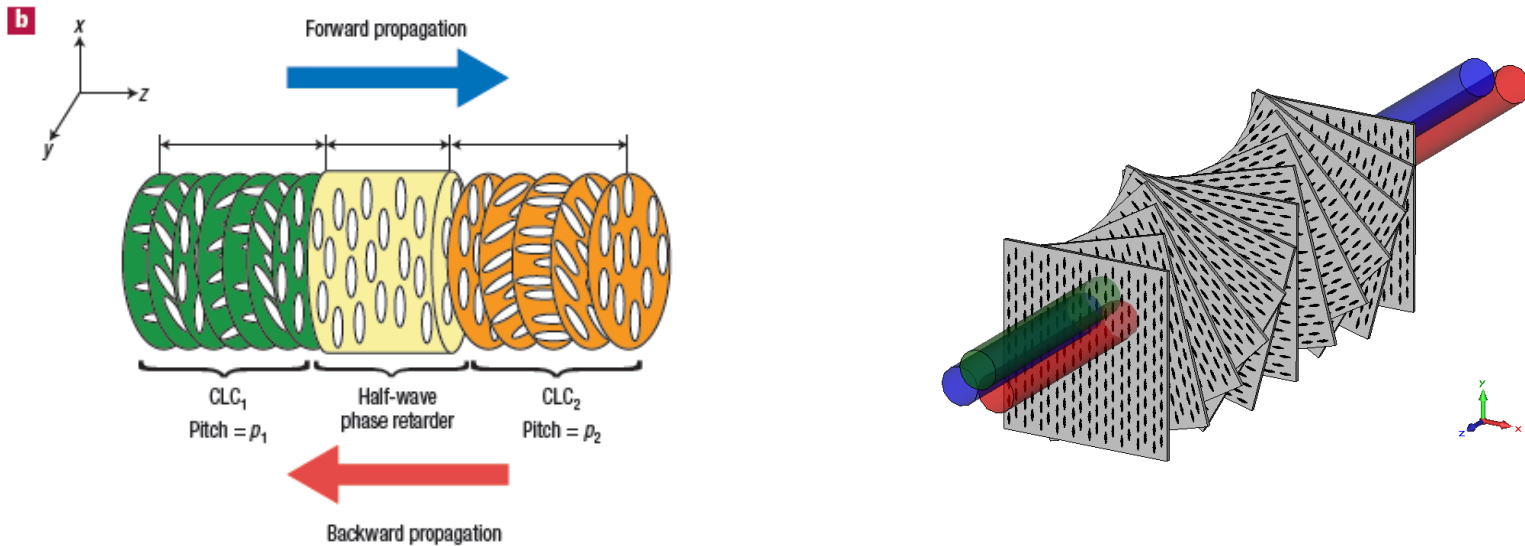 b
x
z
y
Forward propagation
CLC1
Pitch = p1
Half-wave
phase retarder
CLC2
Pitch = p2
Backward propagation
y
z
x